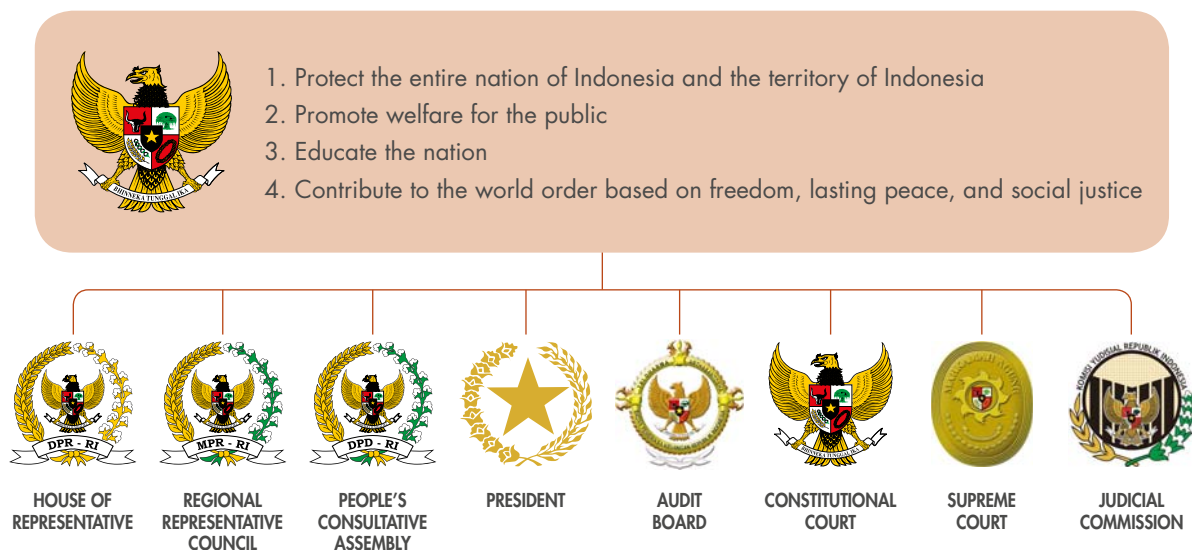 1. Protect the entire nation of Indonesia and the territory of Indonesia
2. Promote welfare for the public
3. Educate the nation
4. Contribute to the world order based on freedom, lasting peace, and social justice
BHINNEKA TUNGGAL IKA
DPR - RI
MPR - RI
DPD - RI
BHINNEKA TUNGGAL IKA
MAHKAMAH AGUNG
KOMISI YUDISIAL REPUBLIK INDONESIA
HOUSE OF
REPRESENTATIVE
REGIONAL
REPRESENTATIVE
COUNCIL
PEOPLE'S
CONSULTATIVE
ASSEMBLY
PRESIDENT
AUDIT
BOARD
CONSTITUTIONAL
COURT
SUPREME
COURT
JUDICIAL
COMMISSION